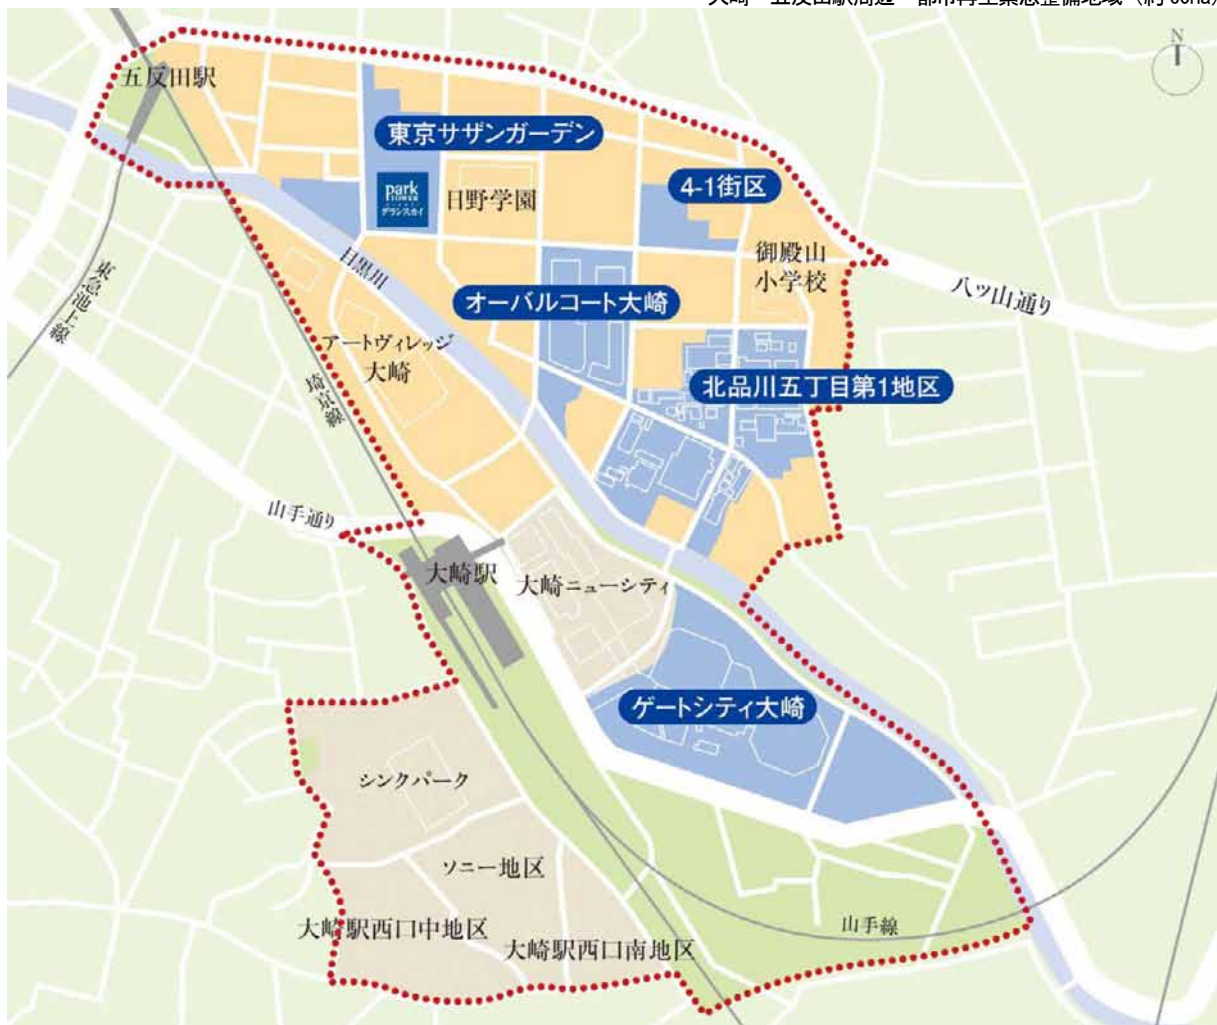 N
五反田駅
東京サザンガーデン
4-1街区
park
TOWER
グランスカイ
日野学園
御殿山
小学校
目黒川
八ツ山通り
東急池上線
オーバルコート大崎
アートヴィレッジ
大崎
埼京線
北品川五丁目第1地区
山手通り
大崎駅
大崎ニューシティ
ゲートシティ大崎
シンクパーク
ソニー地区
大崎駅西口中地区
大崎駅西口南地区
山手線